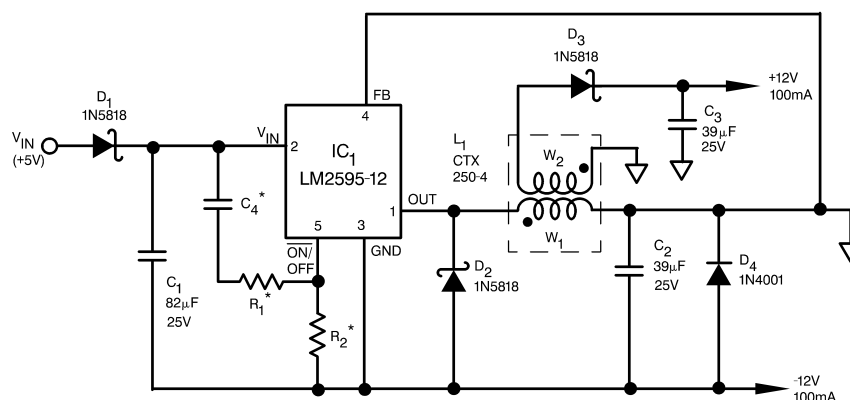 D3
1N5818
+12V
100mA
FB
4
C3
39μF
25V
D1
1N5818
VIN
(+5V)
VIN
2
IC1
LM2595-12
L1
CTX
250-4
W2
W1
C4*
OUT
1
5
3
ON/
OFF
GND
C1
82μF
25V
R1*
R2*
D2
1N5818
C2
39μF
25V
D4
1N4001
-12V
100mA